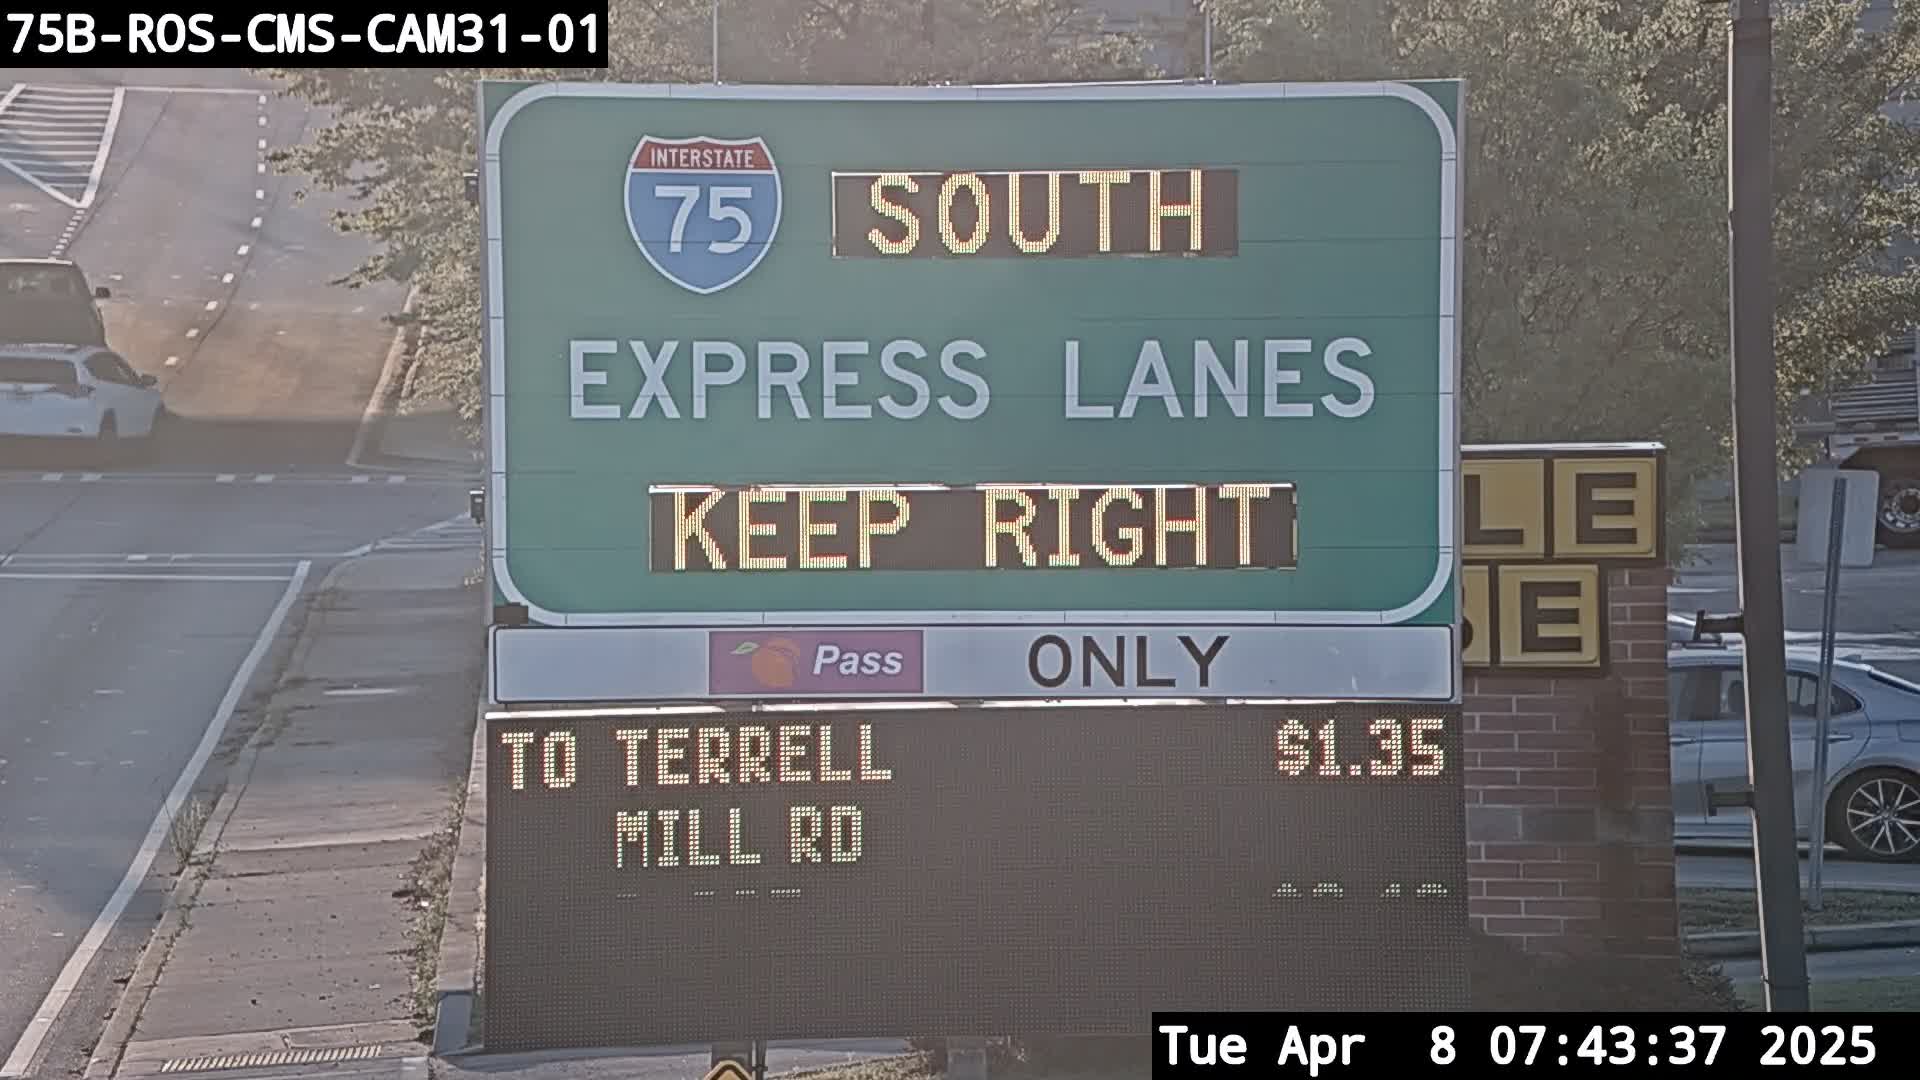 75B-ROS-CMS-CAM31-01
INTERSTATE
75
SOUTH
EXPRESS LANES
KEEP RIGHT
LE
E
Pass ONLY
TO TERRELL $1.35
MILL RD
Tue Apr 8 07:43:37 2025